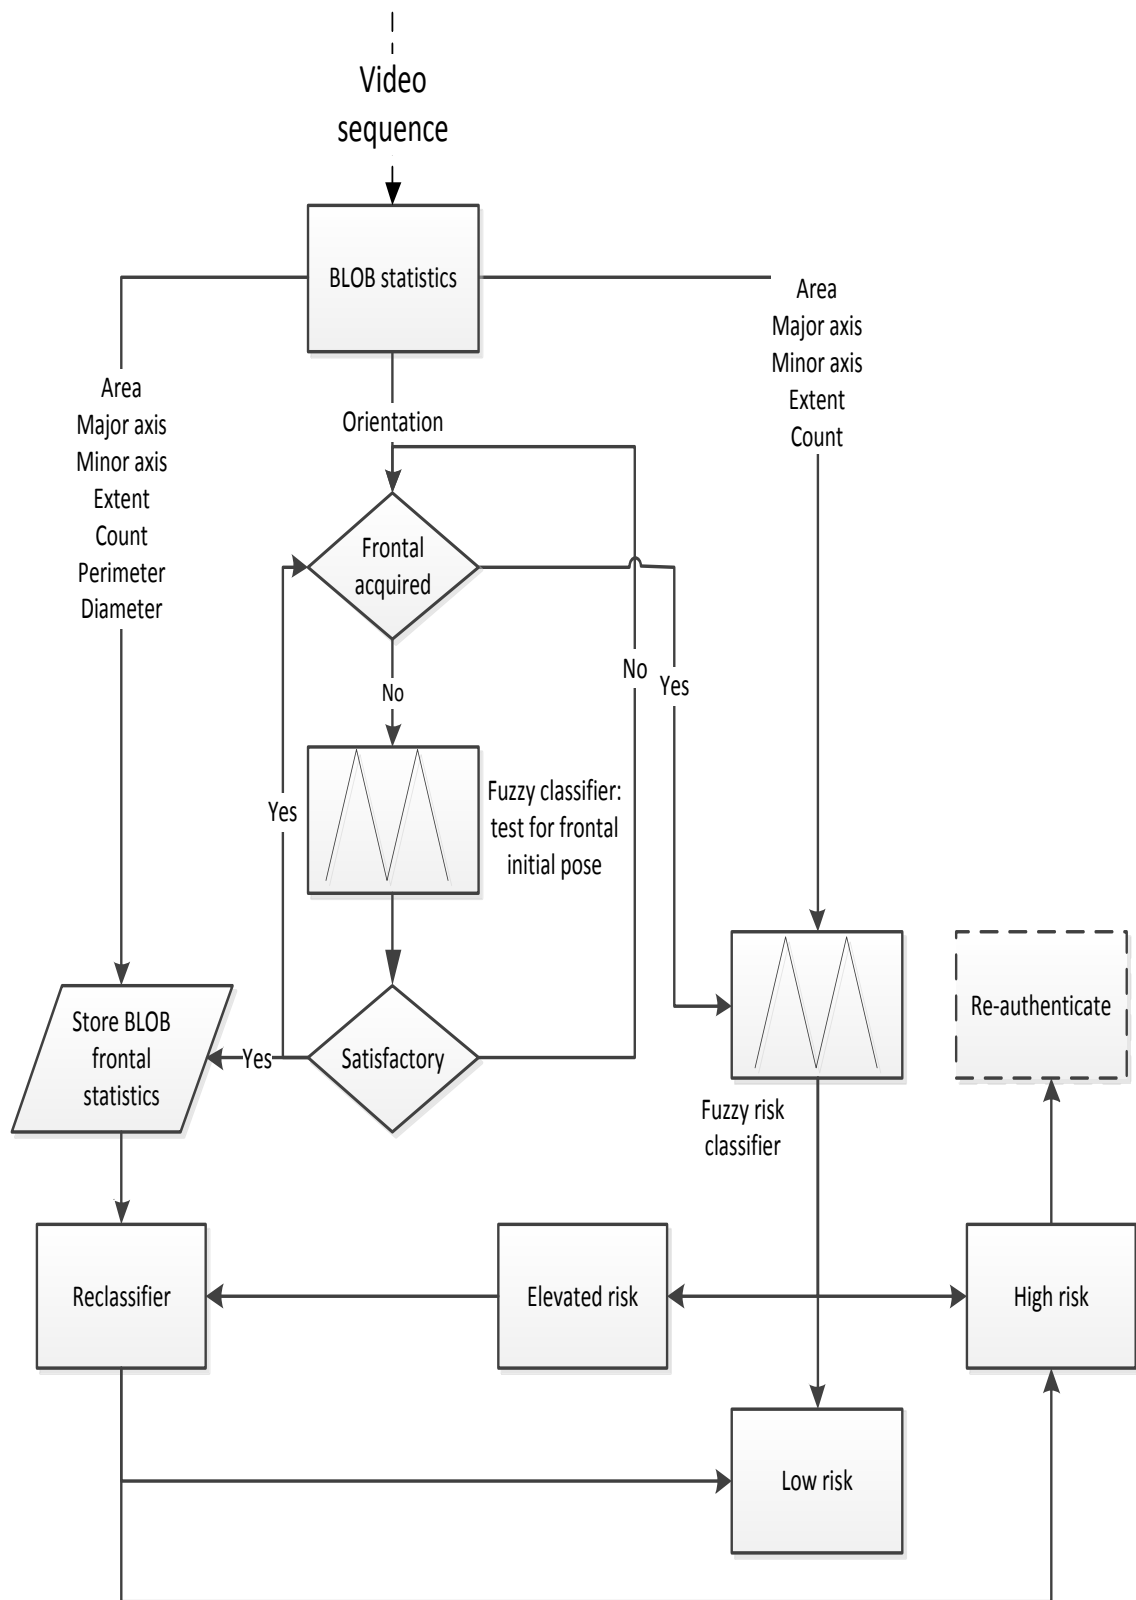 Video
sequence
BLOB statistics
Area
Major axis
Minor axis
Extent
Count
Area
Major axis
Minor axis
Extent
Count
Perimeter
Diameter
Orientation
Frontal
acquired
No
Yes
No
Yes
Fuzzy classifier:
test for frontal
initial pose
Store BLOB
frontal
statistics
Yes
Satisfactory
Re-authenticate
Fuzzy risk
classifier
Reclassifier
Elevated risk
High risk
Low risk